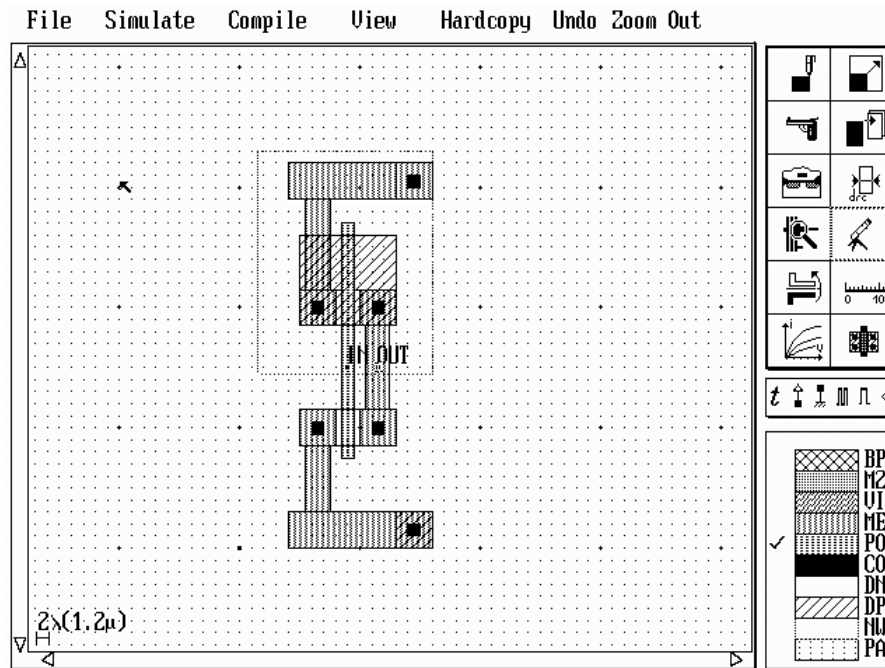 File Simulate Compile View Hardcopy Undo Zoom Out
drc
0 10
i
v
IN OUT
t
BP
M2
VI
ME
PO
CO
DN
DP
NW
PA
2λ(1.2μ)